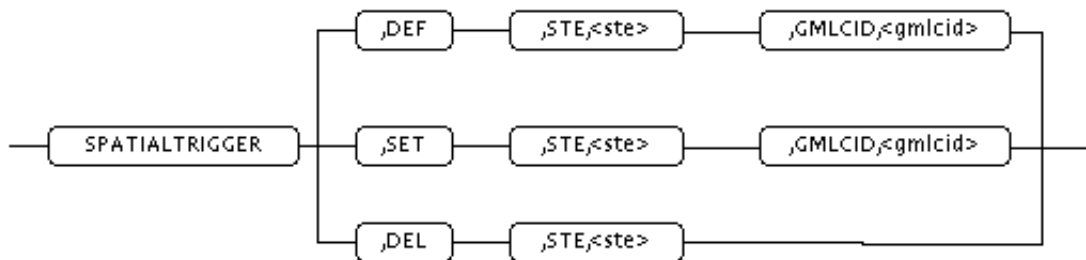 ,DEF ,STE,<ste> ,GMLCID,<gmlcid>
SPATIALTRIGGER ,SET ,STE,<ste> ,GMLCID,<gmlcid>
,DEL ,STE,<ste>